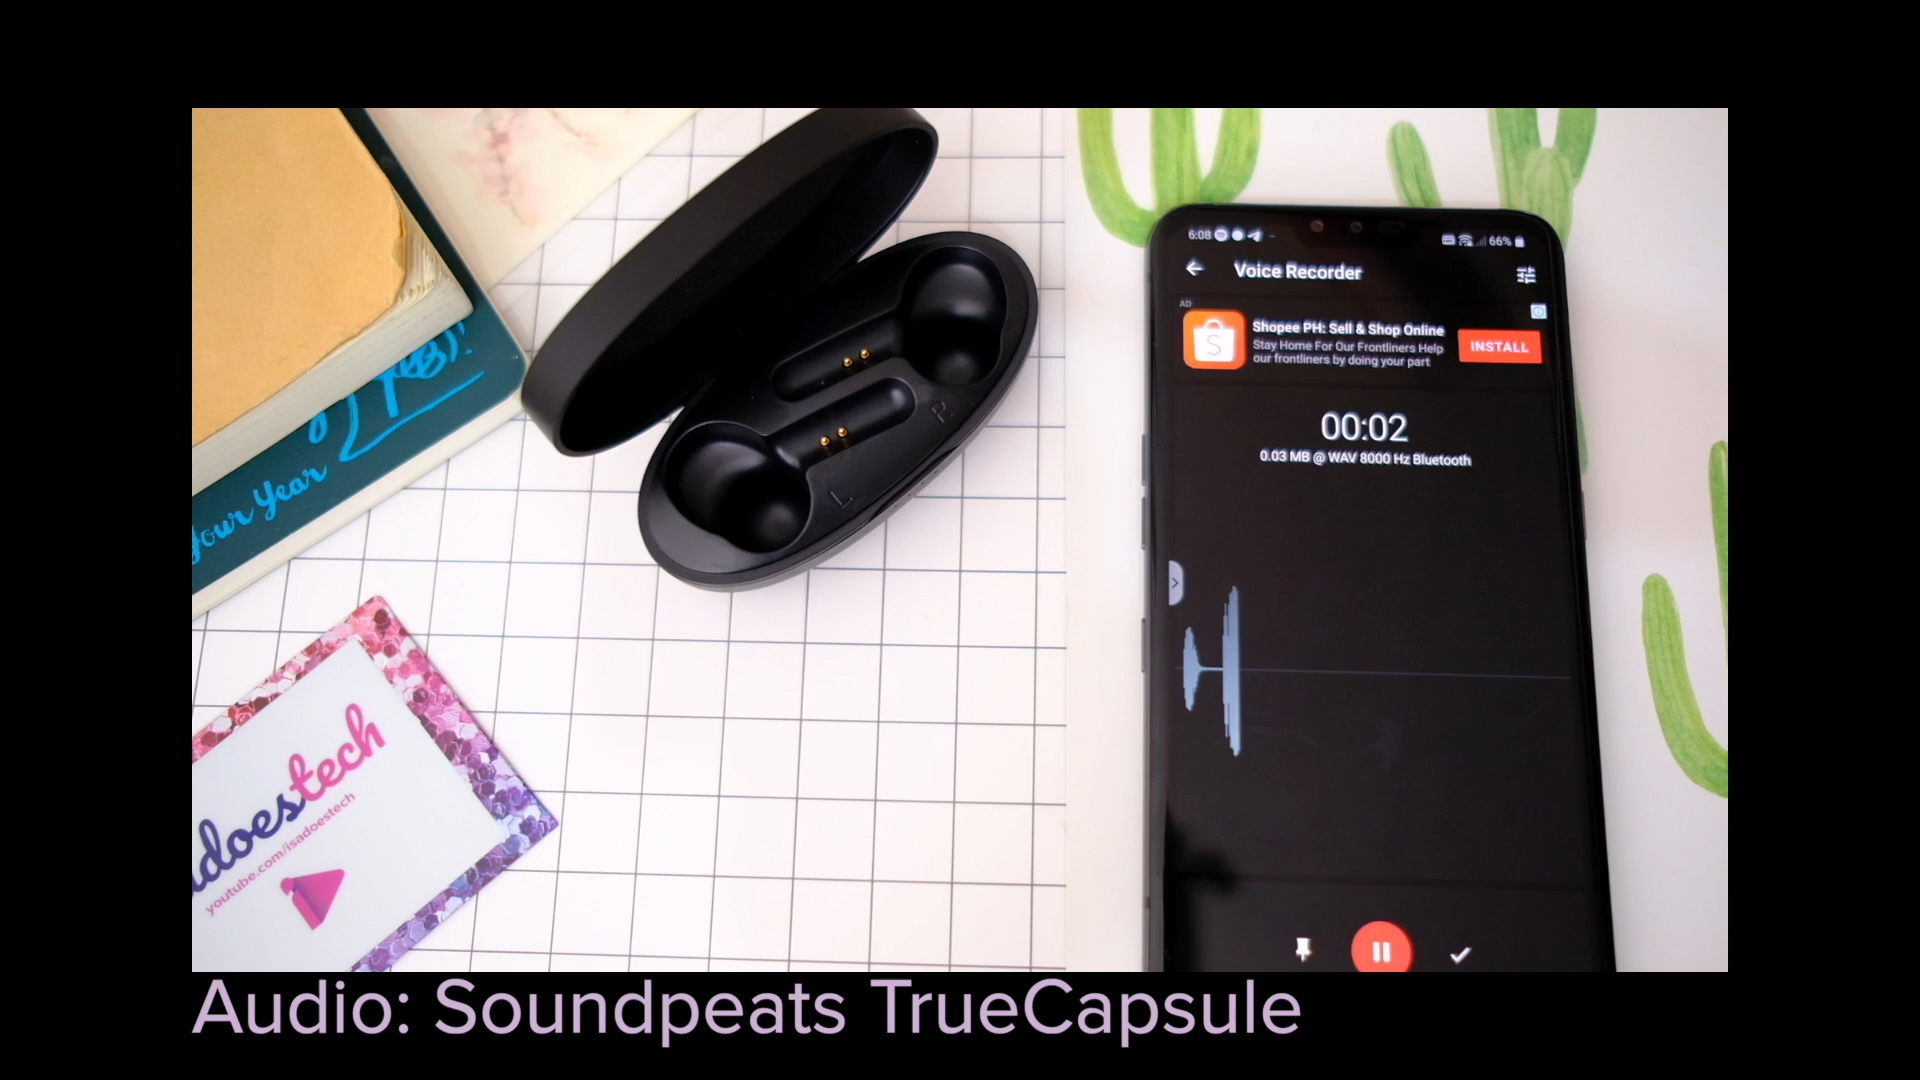 Your Year
L
R
adoestech
youtube.com/isadoestech
6:08
66%
Voice Recorder
AD
Shopee PH: Sell & Shop Online
Stay Home For Our Frontliners Help
our frontliners by doing your part
INSTALL
00:02
0.03 MB @ WAV 8000 Hz Bluetooth
Audio: Soundpeats TrueCapsule